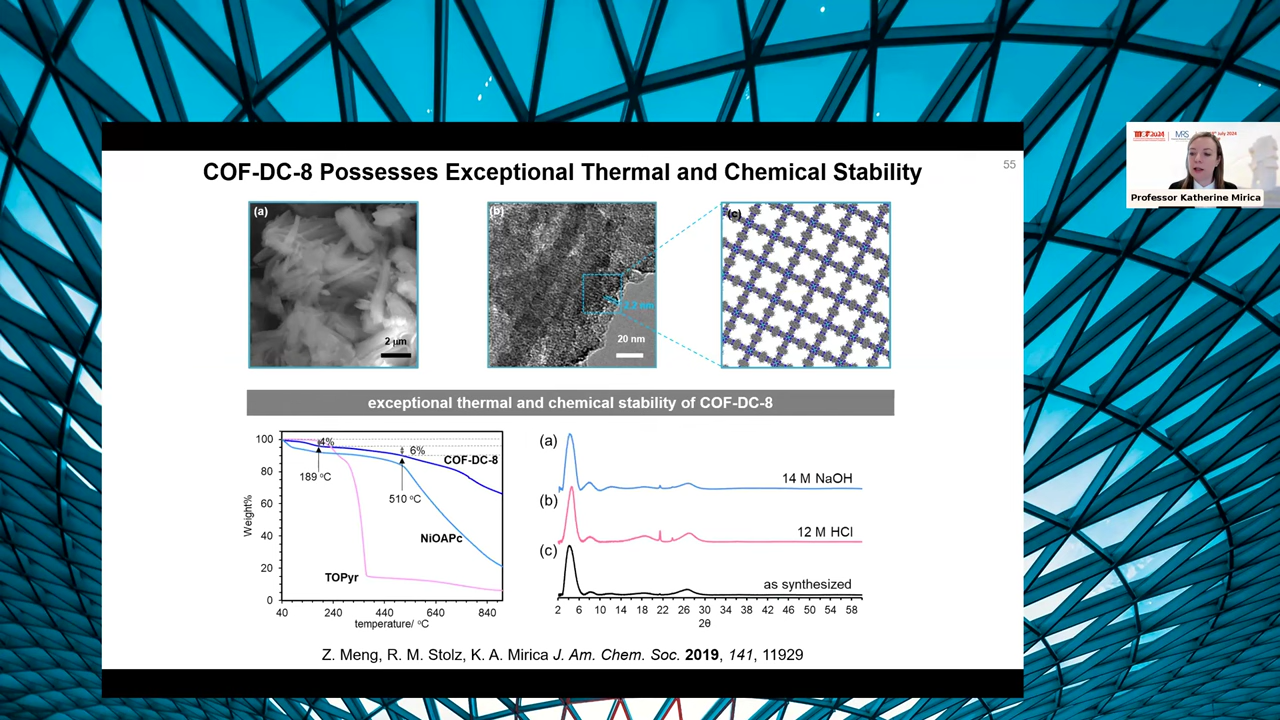 COF-DC-8 Possesses Exceptional Thermal and Chemical Stability
55
MRS
July 2024
Professor Katherine Mirica
(a)
2 µm
(b)
20 nm
(c)
exceptional thermal and chemical stability of COF-DC-8
Weight%
100
80
60
40
20
0
4%
6%
189 °C
510 °C
COF-DC-8
NiOAPc
TOPyr
40 240 440 640 840
temperature/ °C
(a)
14 M NaOH
(b)
12 M HCl
(c)
as synthesized
2 6 10 14 18 22 26 30 34 38 42 46 50 54 58
2θ
Z. Meng, R. M. Stolz, K. A. Mirica J. Am. Chem. Soc. 2019, 141, 11929